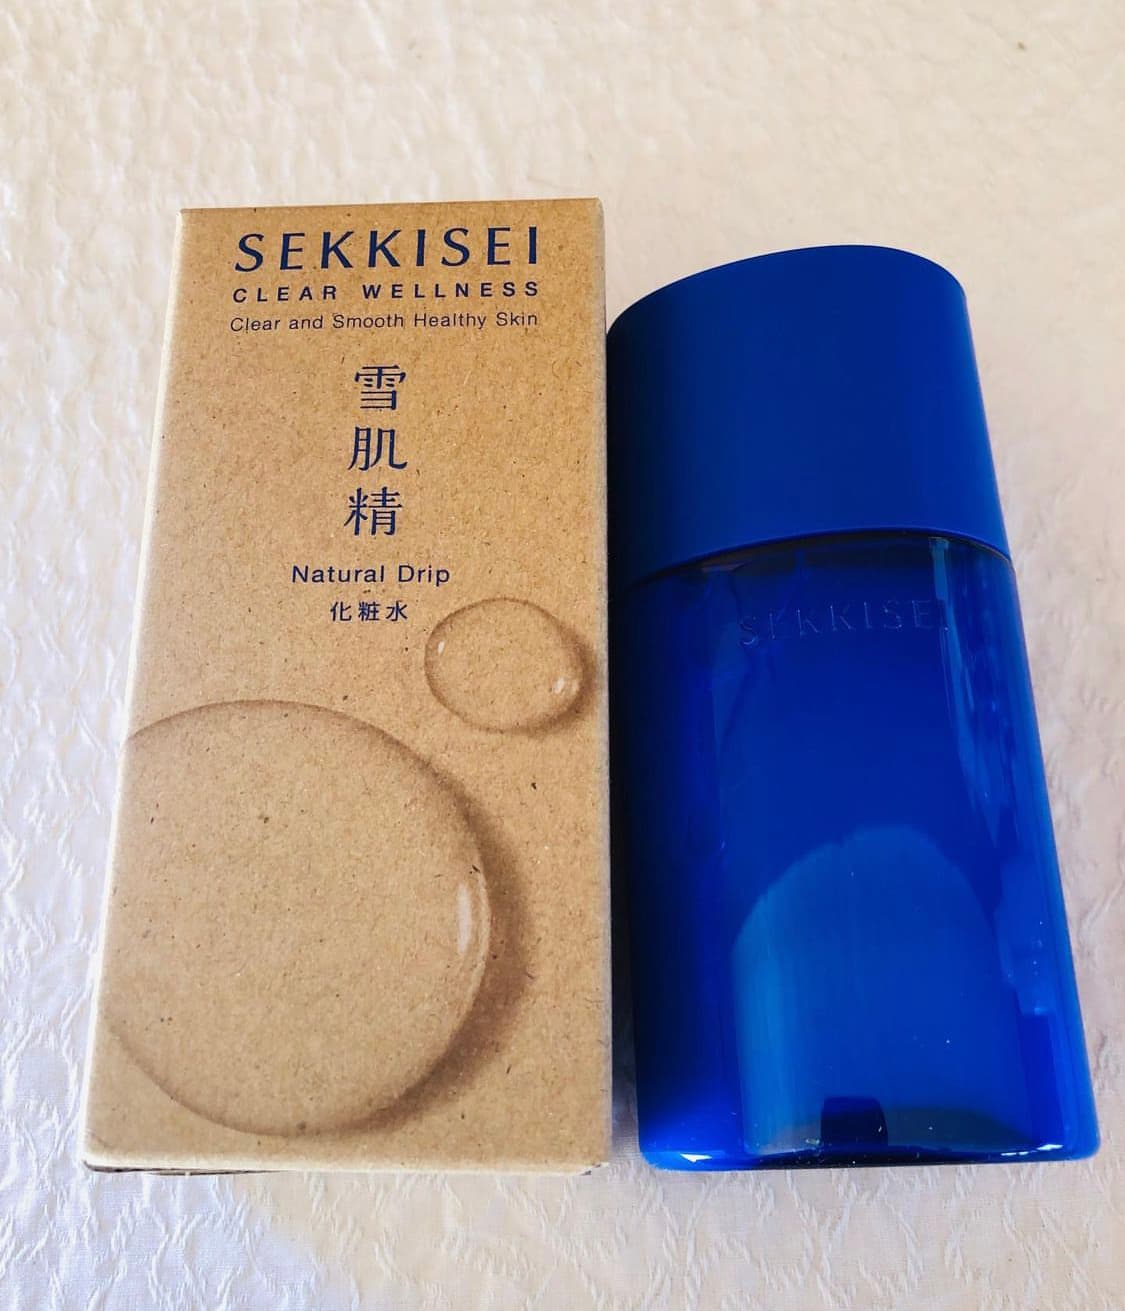 SEKKISEI
CLEAR WELLNESS
Clear and Smooth Healthy Skin
雪肌精
Natural Drip
化粧水
SEKKISEI